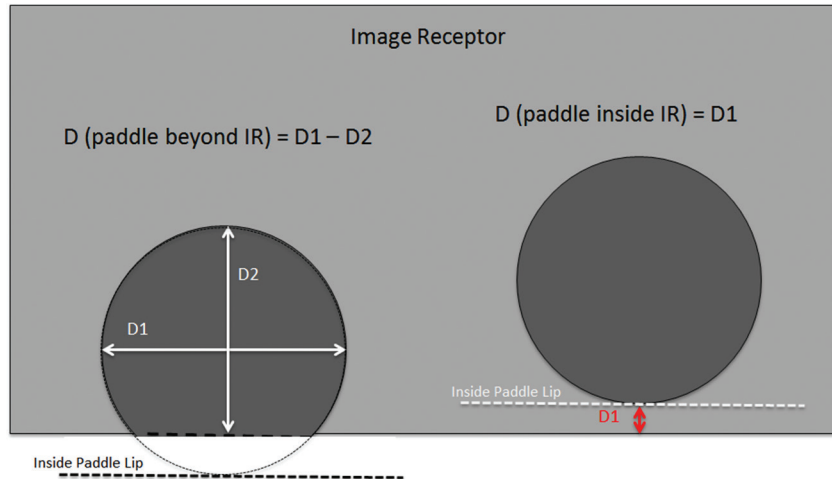 Image Receptor
D (paddle beyond IR) = D1 – D2
D (paddle inside IR) = D1
D2
D1
Inside Paddle Lip
D1
Inside Paddle Lip